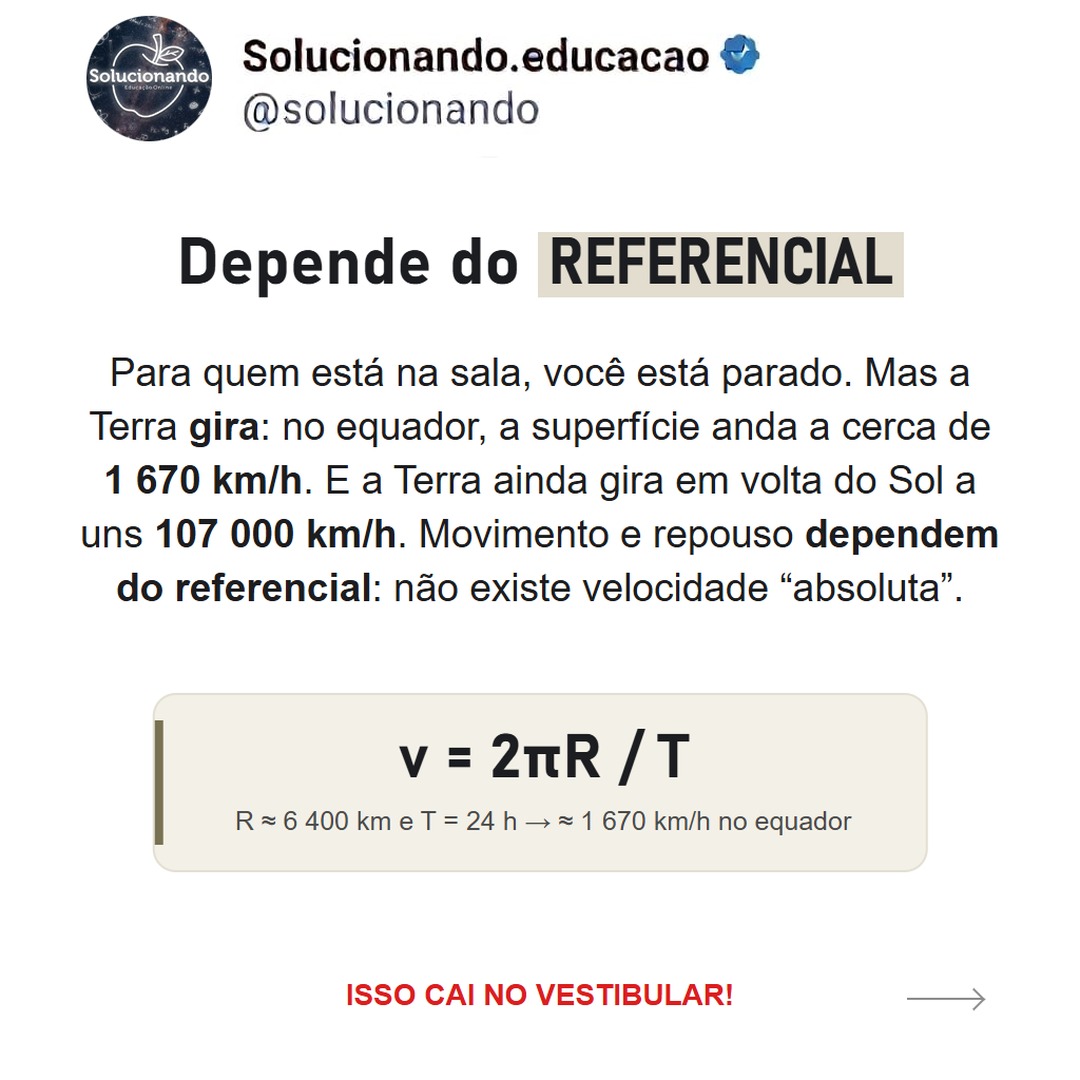 Solucionando
Educação Online
Solucionando.educacao
@solucionando
Depende do REFERENCIAL
Para quem está na sala, você está parado. Mas a
Terra gira: no equador, a superfície anda a cerca de
1 670 km/h. E a Terra ainda gira em volta do Sol a
uns 107 000 km/h. Movimento e repouso dependem
do referencial: não existe velocidade “absoluta”.
v = 2πR / T
R ≈ 6 400 km e T = 24 h → ≈ 1 670 km/h no equador
ISSO CAI NO VESTIBULAR!